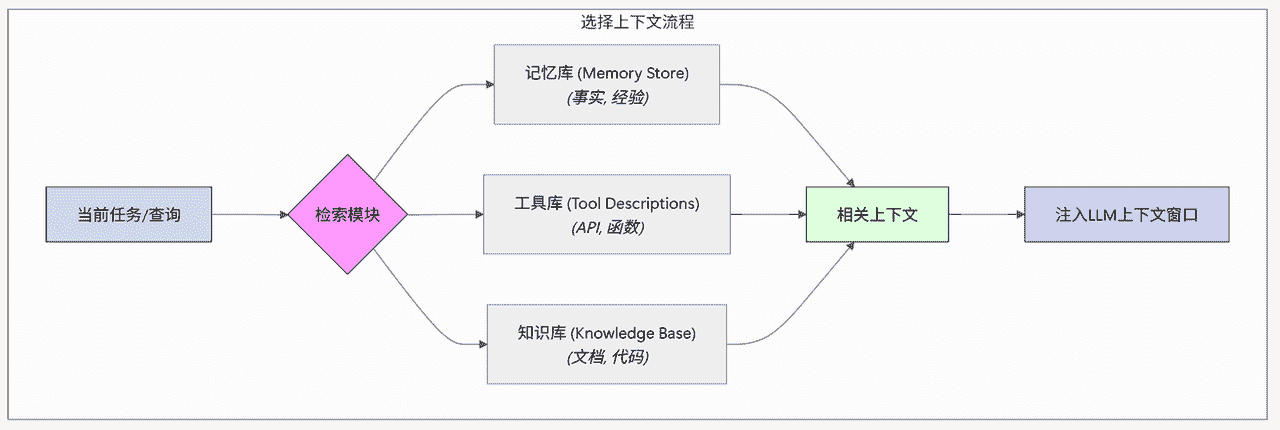 选择上下文流程
记忆库 (Memory Store)
(事实, 经验)
当前任务/查询
检索模块
工具库 (Tool Descriptions)
(API, 函数)
相关上下文
注入LLM上下文窗口
知识库 (Knowledge Base)
(文档, 代码)